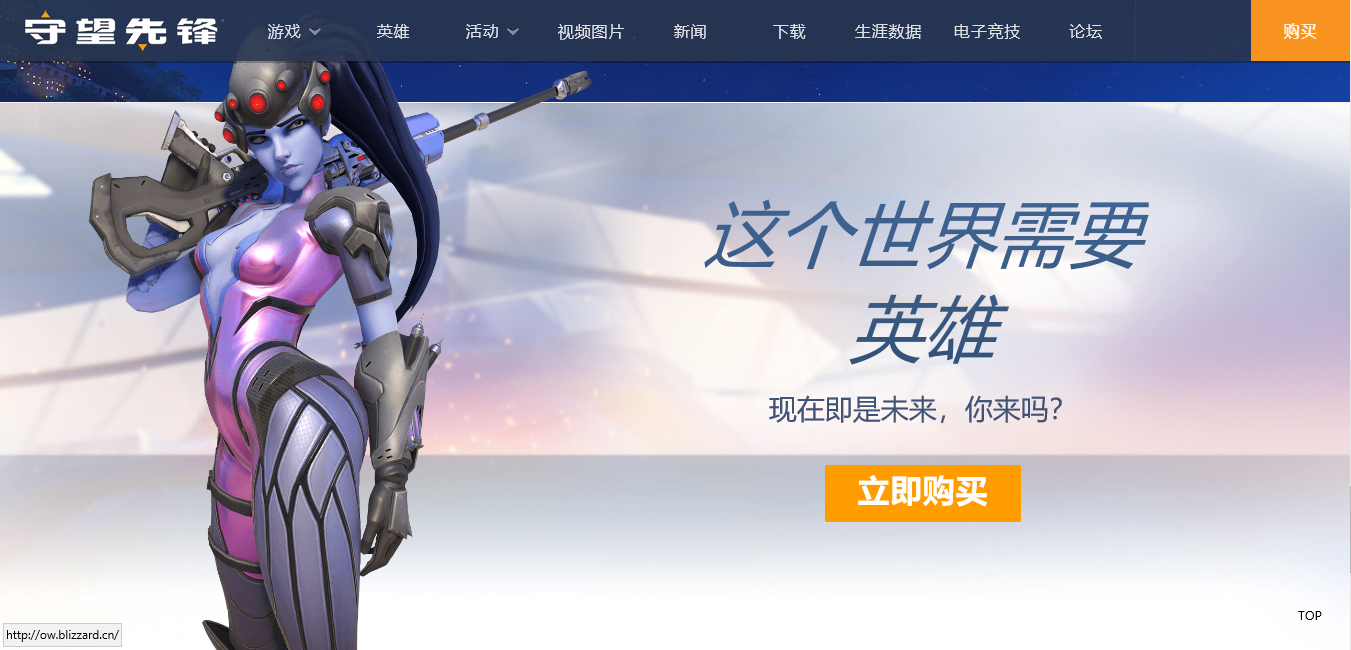 守望先锋
游戏
英雄
活动
视频图片
新闻
下载
生涯数据
电子竞技
论坛
购买
这个世界需要
英雄
现在即是未来，你来吗？
立即购买
TOP
http://ow.blizzard.cn/